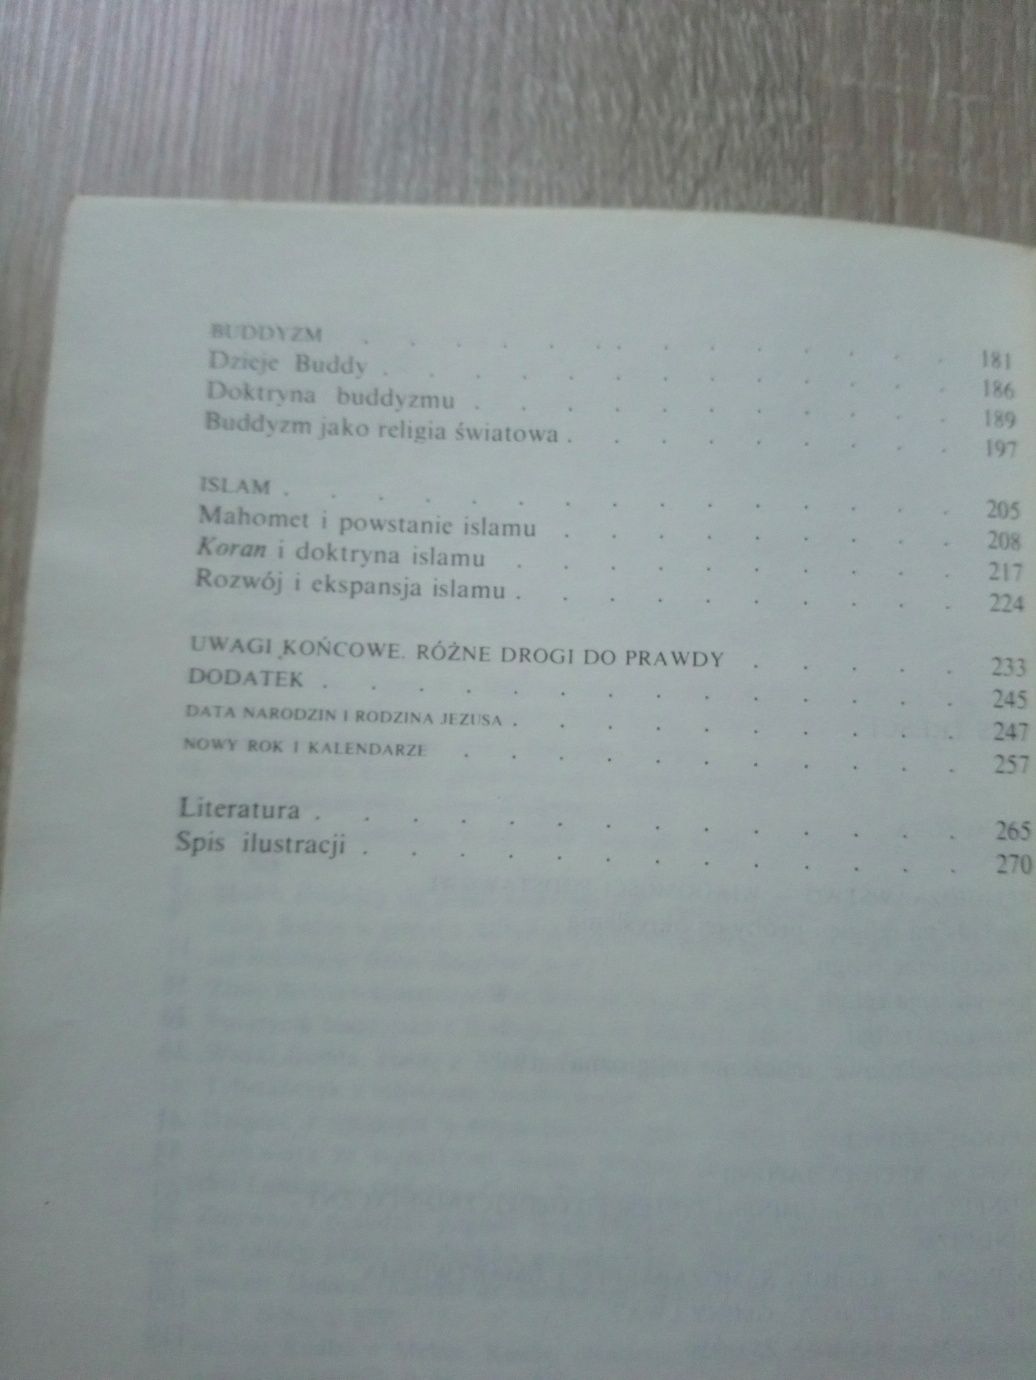 BUDDYZM . . . . . . . . . . . . . 181
Dzieje Buddy . . . . . . . . . . . . . 186
Doktryna buddyzmu . . . . . . . . . . . 189
Buddyzm jako religia światowa . . . . . . . . . 197
ISLAM . . . . . . . . . . . . . . . 205
Mahomet i powstanie islamu . . . . . . . . . 208
Koran i doktryna islamu . . . . . . . . . . 217
Rozwój i ekspansja islamu . . . . . . . . . . 224
UWAGI KOŃCOWE. RÓŻNE DROGI DO PRAWDY . . . . . 233
DODATEK . . . . . . . . . . . . . . 245
DATA NARODZIN I RODZINA JEZUSA . . . . . . . . . . 247
NOWY ROK I KALENDARZE . . . . . . . . . . . 257
Literatura . . . . . . . . . . . . . . 265
Spis ilustracji . . . . . . . . . . . . . 270